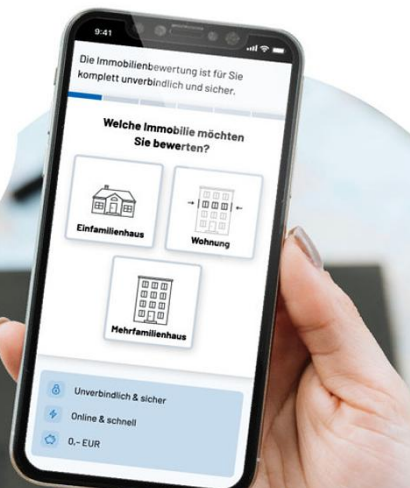 9:41
Die Immobilienbewertung ist für Sie
komplett unverbindlich und sicher.
Welche Immobilie möchten
Sie bewerten?
Einfamilienhaus
Wohnung
Mehrfamilienhaus
Unverbindlich & sicher
Online & schnell
0,- EUR